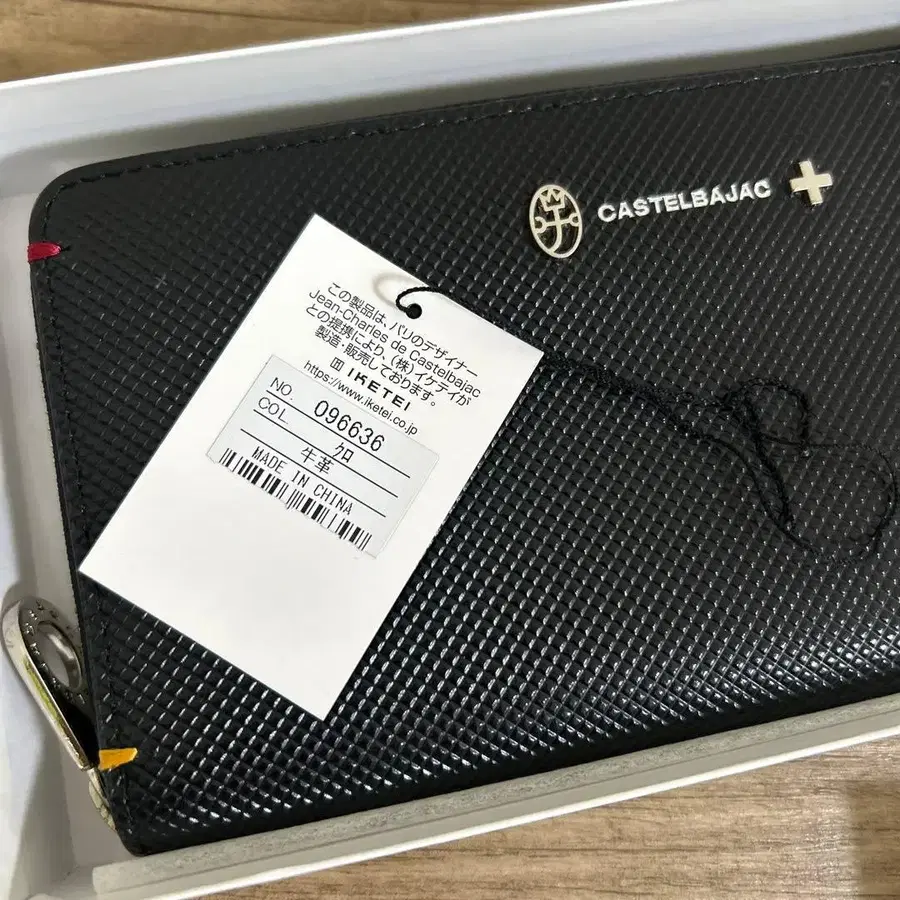 CASTELBAJAC
この製品は、パリのデザイナー
Jean-Charles de Castelbajac
との提携により、(株)イケテイが
製造・販売しております。
IKETEI
https://www.iketei.co.jp
NO. 096636
COL クロ
牛革
MADE IN CHINA